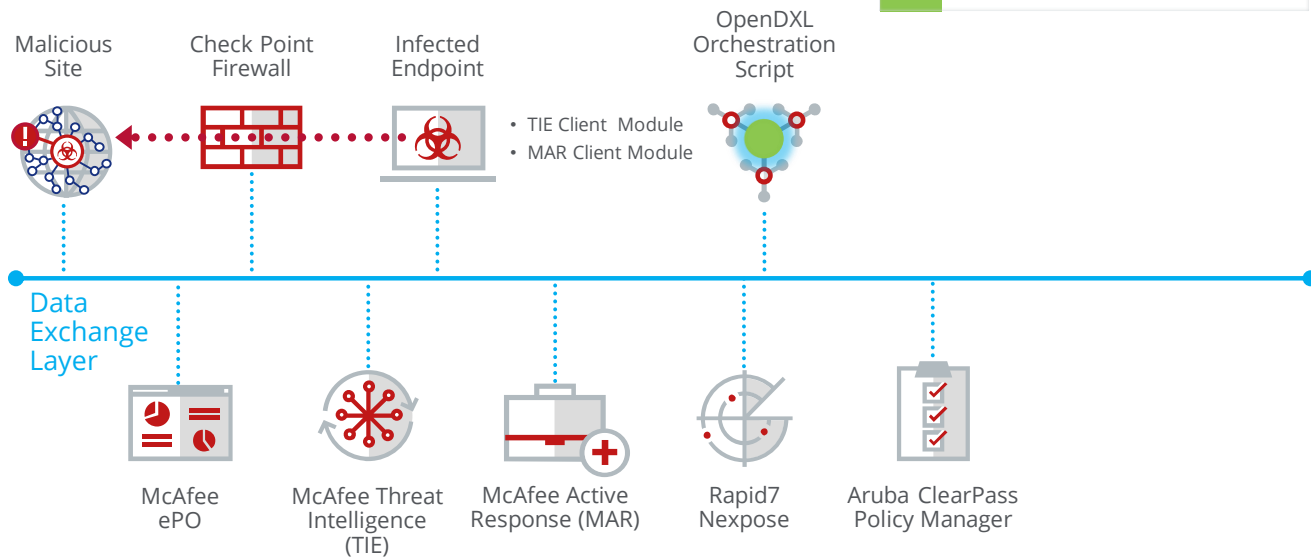 Malicious
Site
Check Point
Firewall
Infected
Endpoint
OpenDXL
Orchestration
Script
• TIE Client Module
• MAR Client Module
Data
Exchange
Layer
McAfee
ePO
McAfee Threat
Intelligence
(TIE)
McAfee Active
Response (MAR)
Rapid7
Nexpose
Aruba ClearPass
Policy Manager